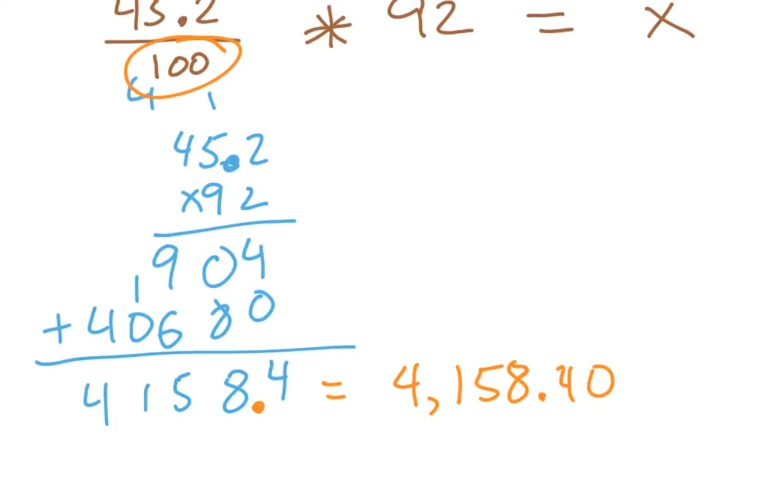 45.2 * 92 = x
100
4 1
45.2
x92
904
1
+40680
4158.4 = 4,158.40